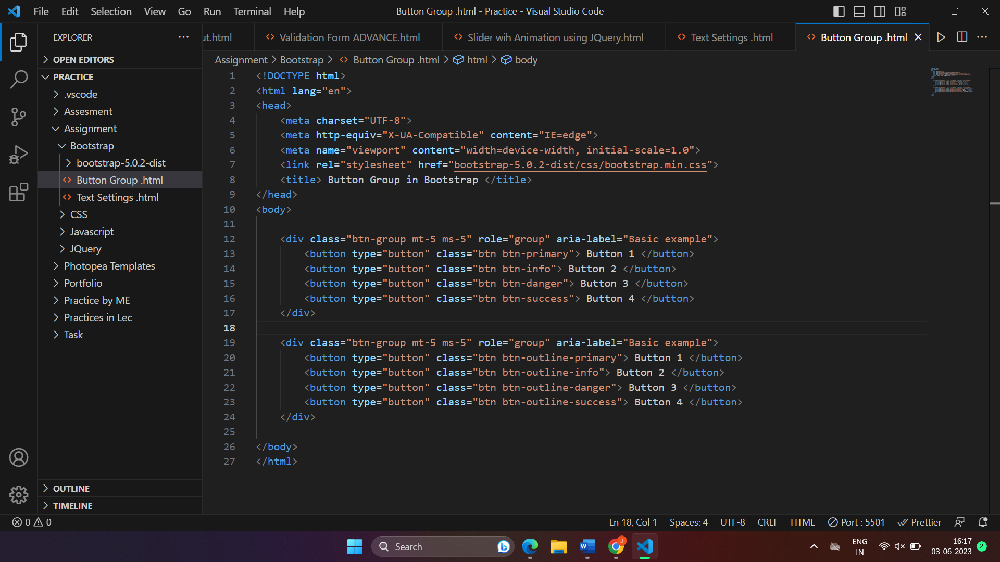 File Edit Selection View Go Run Terminal Help
Button Group .html - Practice - Visual Studio Code
EXPLORER
OPEN EDITORS
PRACTICE
.vscode
Assesment
Assignment
Bootstrap
bootstrap-5.0.2-dist
Button Group .html
Text Settings .html
CSS
Javascript
JQuery
Photopea Templates
Portfolio
Practice by ME
Practices in Lec
Task
OUTLINE
TIMELINE
ut.html
Validation Form ADVANCE.html
Slider wih Animation using JQuery.html
Text Settings .html
Button Group .html
Assignment > Bootstrap > Button Group .html > html > body
1 <!DOCTYPE html>
2 <html lang="en">
3 <head>
4 <meta charset="UTF-8">
5 <meta http-equiv="X-UA-Compatible" content="IE=edge">
6 <meta name="viewport" content="width=device-width, initial-scale=1.0">
7 <link rel="stylesheet" href="bootstrap-5.0.2-dist/css/bootstrap.min.css">
8 <title> Button Group in Bootstrap </title>
9 </head>
10 <body>
11
12 <div class="btn-group mt-5 ms-5" role="group" aria-label="Basic example">
13 <button type="button" class="btn btn-primary"> Button 1 </button>
14 <button type="button" class="btn btn-info"> Button 2 </button>
15 <button type="button" class="btn btn-danger"> Button 3 </button>
16 <button type="button" class="btn btn-success"> Button 4 </button>
17 </div>
18
19 <div class="btn-group mt-5 ms-5" role="group" aria-label="Basic example">
20 <button type="button" class="btn btn-outline-primary"> Button 1 </button>
21 <button type="button" class="btn btn-outline-info"> Button 2 </button>
22 <button type="button" class="btn btn-outline-danger"> Button 3 </button>
23 <button type="button" class="btn btn-outline-success"> Button 4 </button>
24 </div>
25
26 </body>
27 </html>
0 0
Ln 18, Col 1 Spaces: 4 UTF-8 CRLF HTML Port : 5501 Prettier
Search
W
J
ENG
IN
16:17
03-06-2023
2